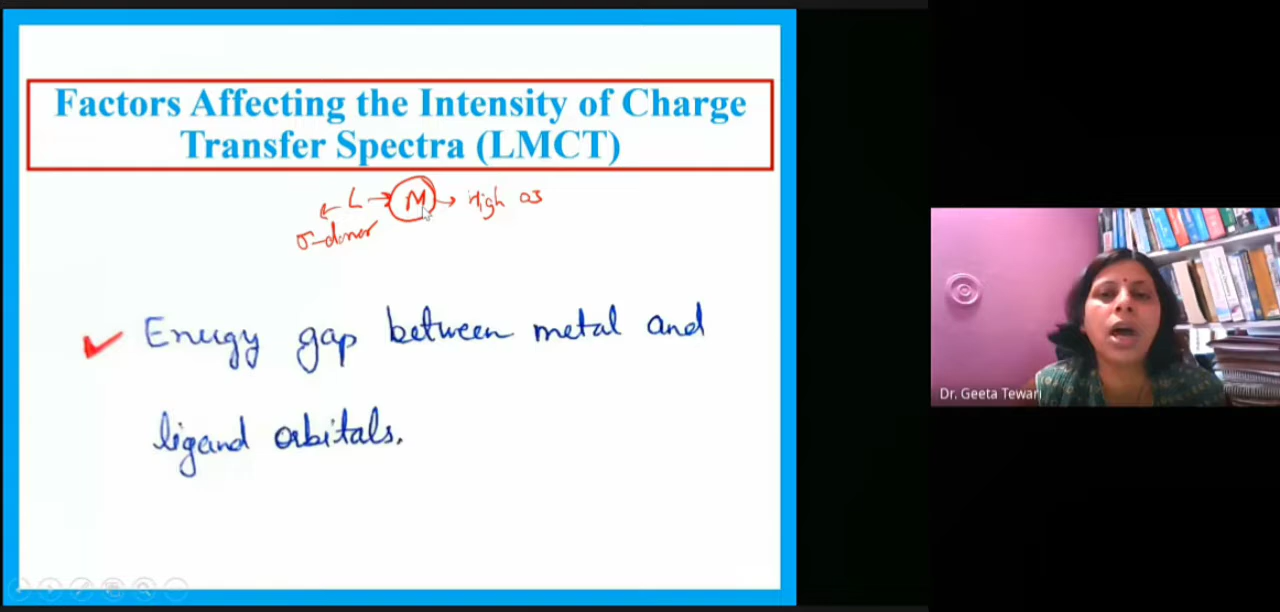 Factors Affecting the Intensity of Charge
Transfer Spectra (LMCT)
L → M → High OS
σ-donor
Energy gap between metal and
ligand orbitals.
Dr. Geeta Tewari